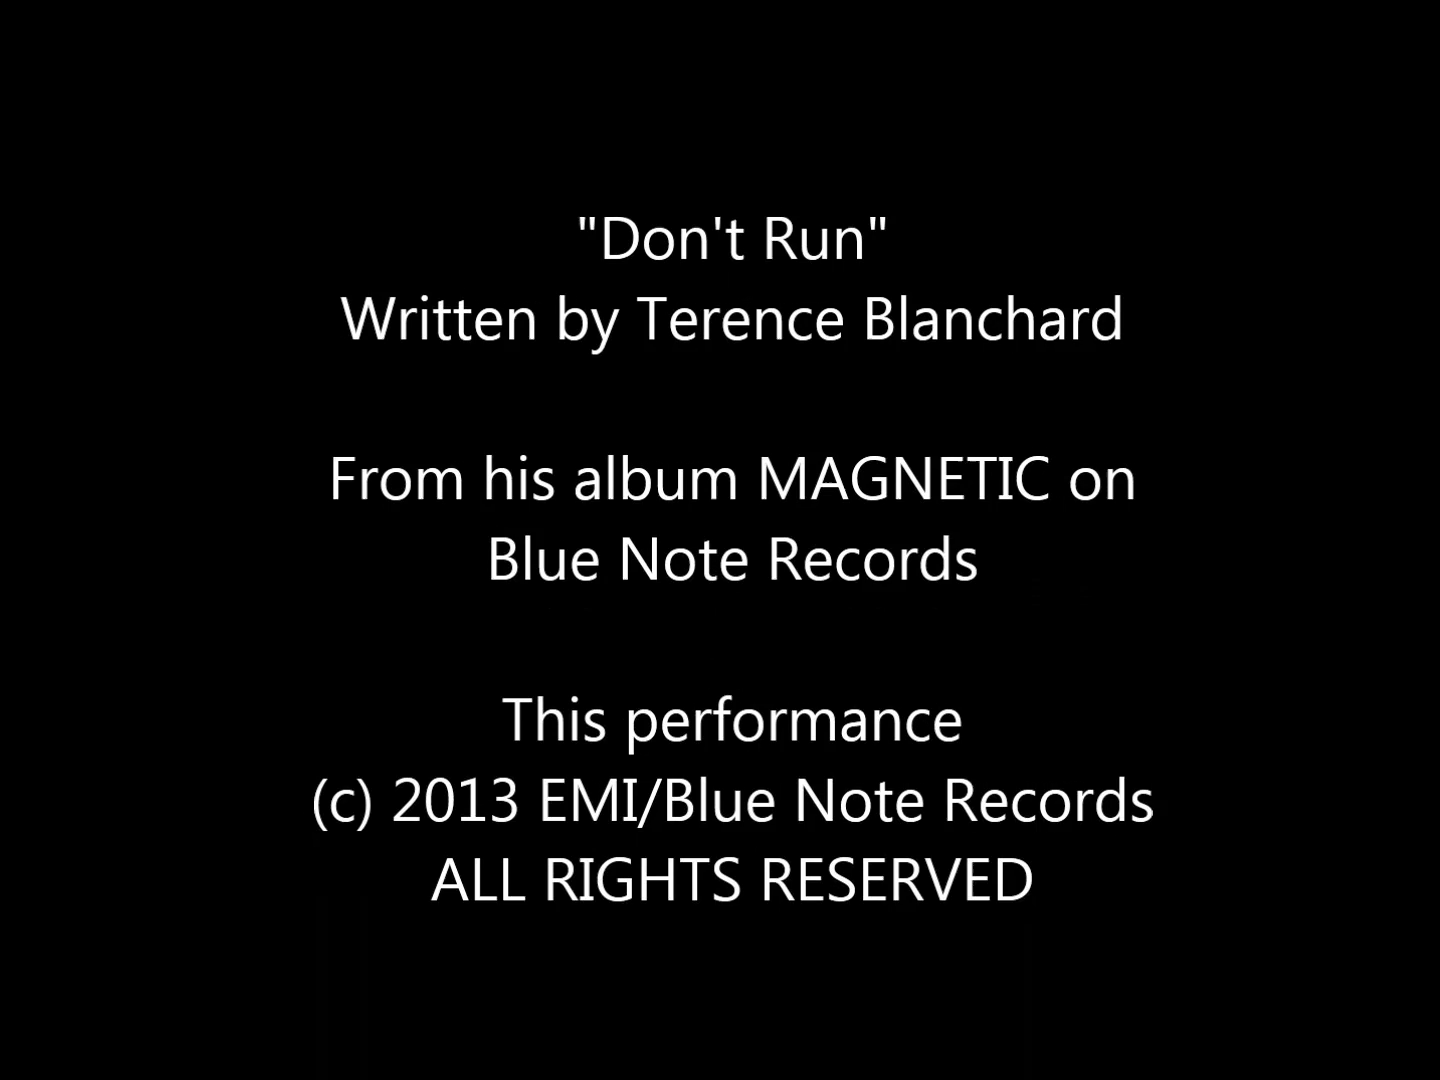 "Don't Run"
Written by Terence Blanchard
From his album MAGNETIC on
Blue Note Records
This performance
(c) 2013 EMI/Blue Note Records
ALL RIGHTS RESERVED